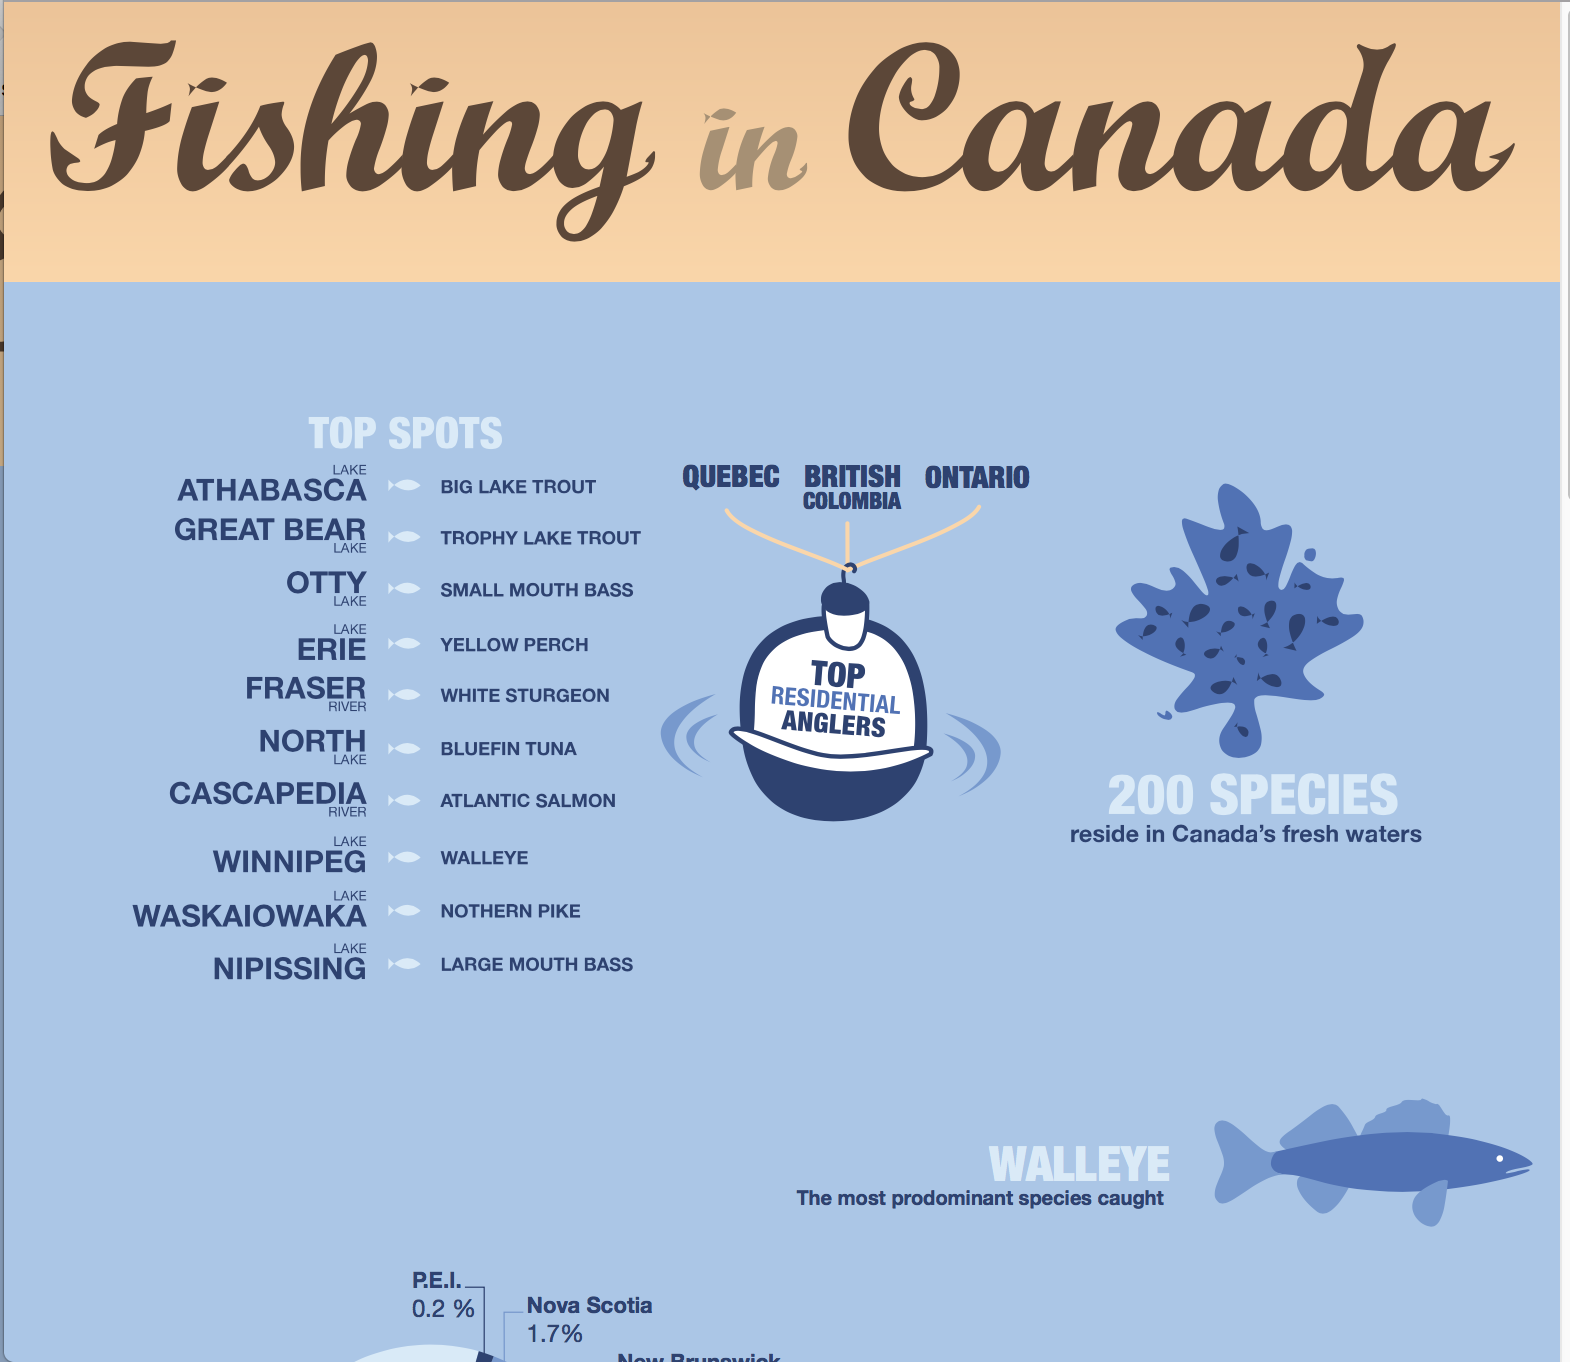 Fishing in Canada
TOP SPOTS
LAKE
ATHABASCA
BIG LAKE TROUT
GREAT BEAR
LAKE
TROPHY LAKE TROUT
OTTY
LAKE
SMALL MOUTH BASS
LAKE
ERIE
YELLOW PERCH
FRASER
RIVER
WHITE STURGEON
NORTH
LAKE
BLUEFIN TUNA
CASCAPEDIA
RIVER
ATLANTIC SALMON
LAKE
WINNIPEG
WALLEYE
LAKE
WASKAIOWAKA
NOTHERN PIKE
LAKE
NIPISSING
LARGE MOUTH BASS
QUEBEC
BRITISH
COLOMBIA
ONTARIO
TOP
RESIDENTIAL
ANGLERS
200 SPECIES
reside in Canada's fresh waters
WALLEYE
The most prodominant species caught
P.E.I.
0.2 %
Nova Scotia
1.7%
New Brunswick